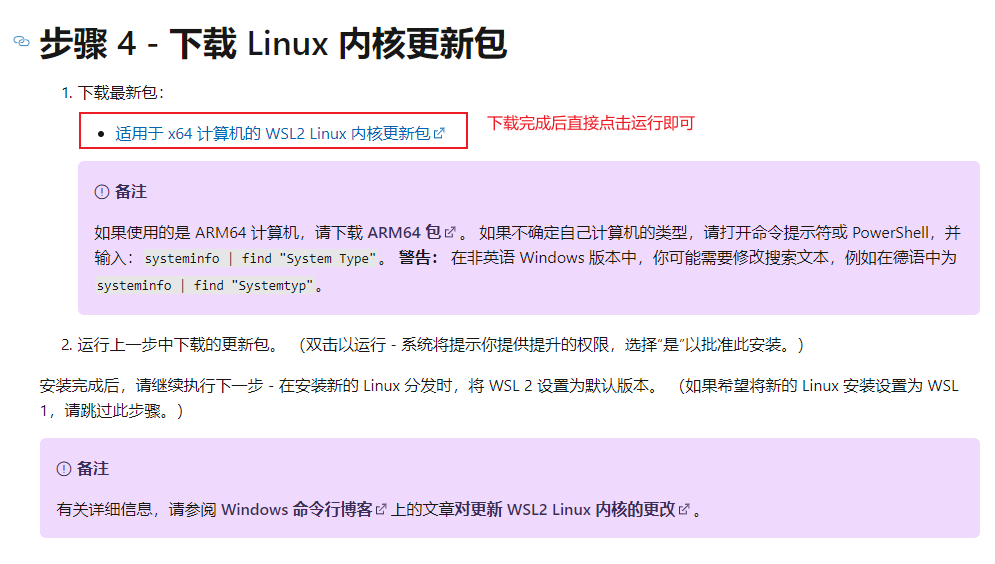 步骤 4 - 下载 Linux 内核更新包
1. 下载最新包：
• 适用于 x64 计算机的 WSL2 Linux 内核更新包
下载完成后直接点击运行即可
备注
如果使用的是 ARM64 计算机，请下载 ARM64 包。 如果不确定自己计算机的类型，请打开命令提示符或 PowerShell，并
输入：systeminfo | find "System Type"。 警告： 在非英语 Windows 版本中，你可能需要修改搜索文本，例如在德语中为
systeminfo | find "Systemtyp"。
2. 运行上一步中下载的更新包。 （双击以运行 - 系统将提示你提供提升的权限，选择“是”以批准此安装。）
安装完成后，请继续执行下一步 - 在安装新的 Linux 分发时，将 WSL 2 设置为默认版本。 （如果希望将新的 Linux 安装设置为 WSL
1，请跳过此步骤。）
备注
有关详细信息，请参阅 Windows 命令行博客上的文章对更新 WSL2 Linux 内核的更改。